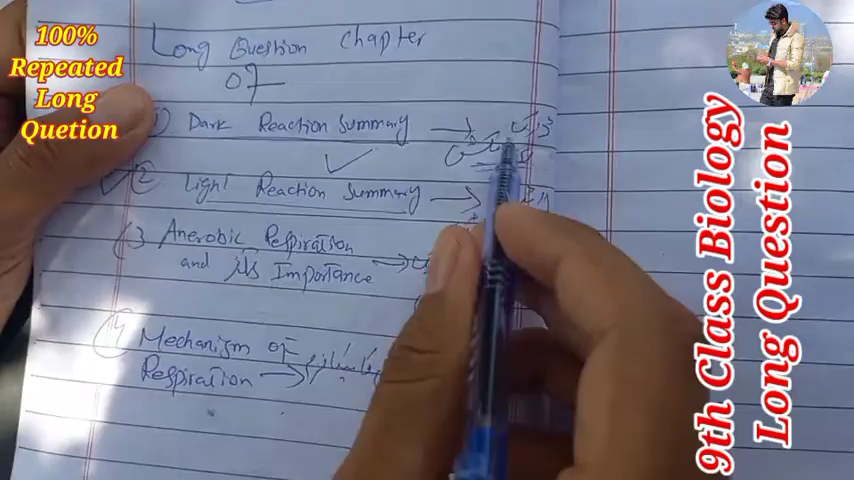 100%
Repeated
Long
Quetion
Long Question chapter
07
1 Dark Reaction Summary →
2 Light Reaction Summary →
3 Anerobic Respiration
and its Importance →
4 Mechanism of
Respiration →
9th Class Biology
Long Question